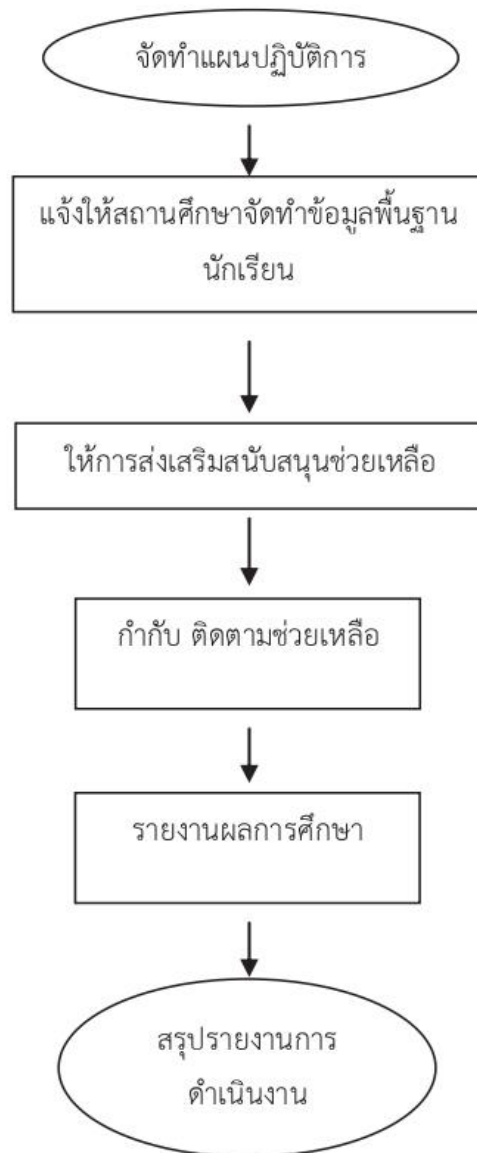 จัดทำแผนปฏิบัติการ
แจ้งให้สถานศึกษาจัดทำข้อมูลพื้นฐาน
นักเรียน
ให้การส่งเสริมสนับสนุนช่วยเหลือ
กำกับ ติดตามช่วยเหลือ
รายงานผลการศึกษา
สรุปรายงานการ
ดำเนินงาน